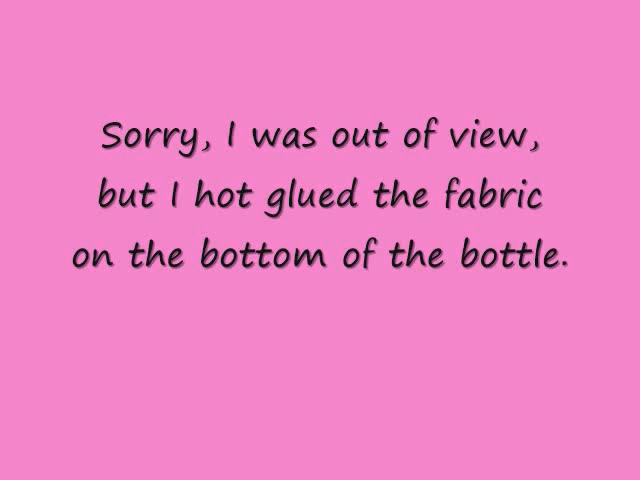 Sorry, I was out of view,
but I hot glued the fabric
on the bottom of the bottle.